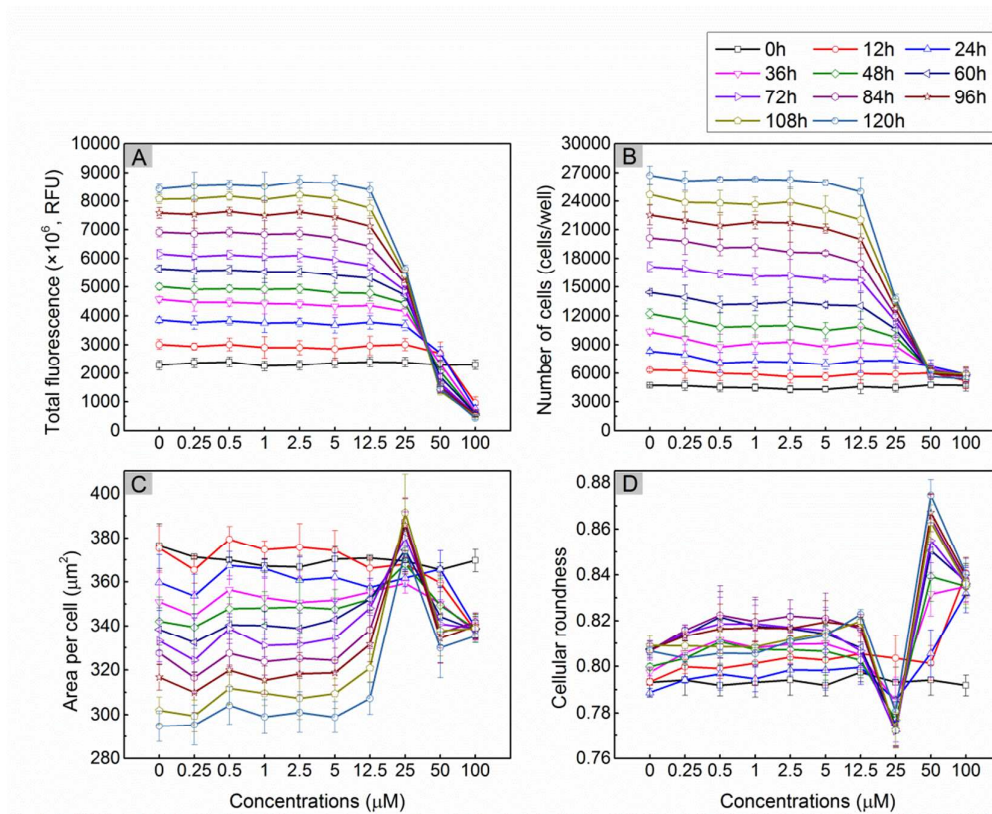 0h 12h 24h
36h 48h 60h
72h 84h 96h
108h 120h
A
Total fluorescence (×10⁶, RFU)
10000
9000
8000
7000
6000
5000
4000
3000
2000
1000
0
0 0.25 0.5 1 2.5 5 12.5 25 50 100
B
Number of cells (cells/well)
30000
27000
24000
21000
18000
15000
12000
9000
6000
3000
0
0 0.25 0.5 1 2.5 5 12.5 25 50 100
C
Area per cell (μm²)
400
380
360
340
320
300
280
0 0.25 0.5 1 2.5 5 12.5 25 50 100
Concentrations (μM)
D
Cellular roundness
0.88
0.86
0.84
0.82
0.80
0.78
0.76
0 0.25 0.5 1 2.5 5 12.5 25 50 100
Concentrations (μM)